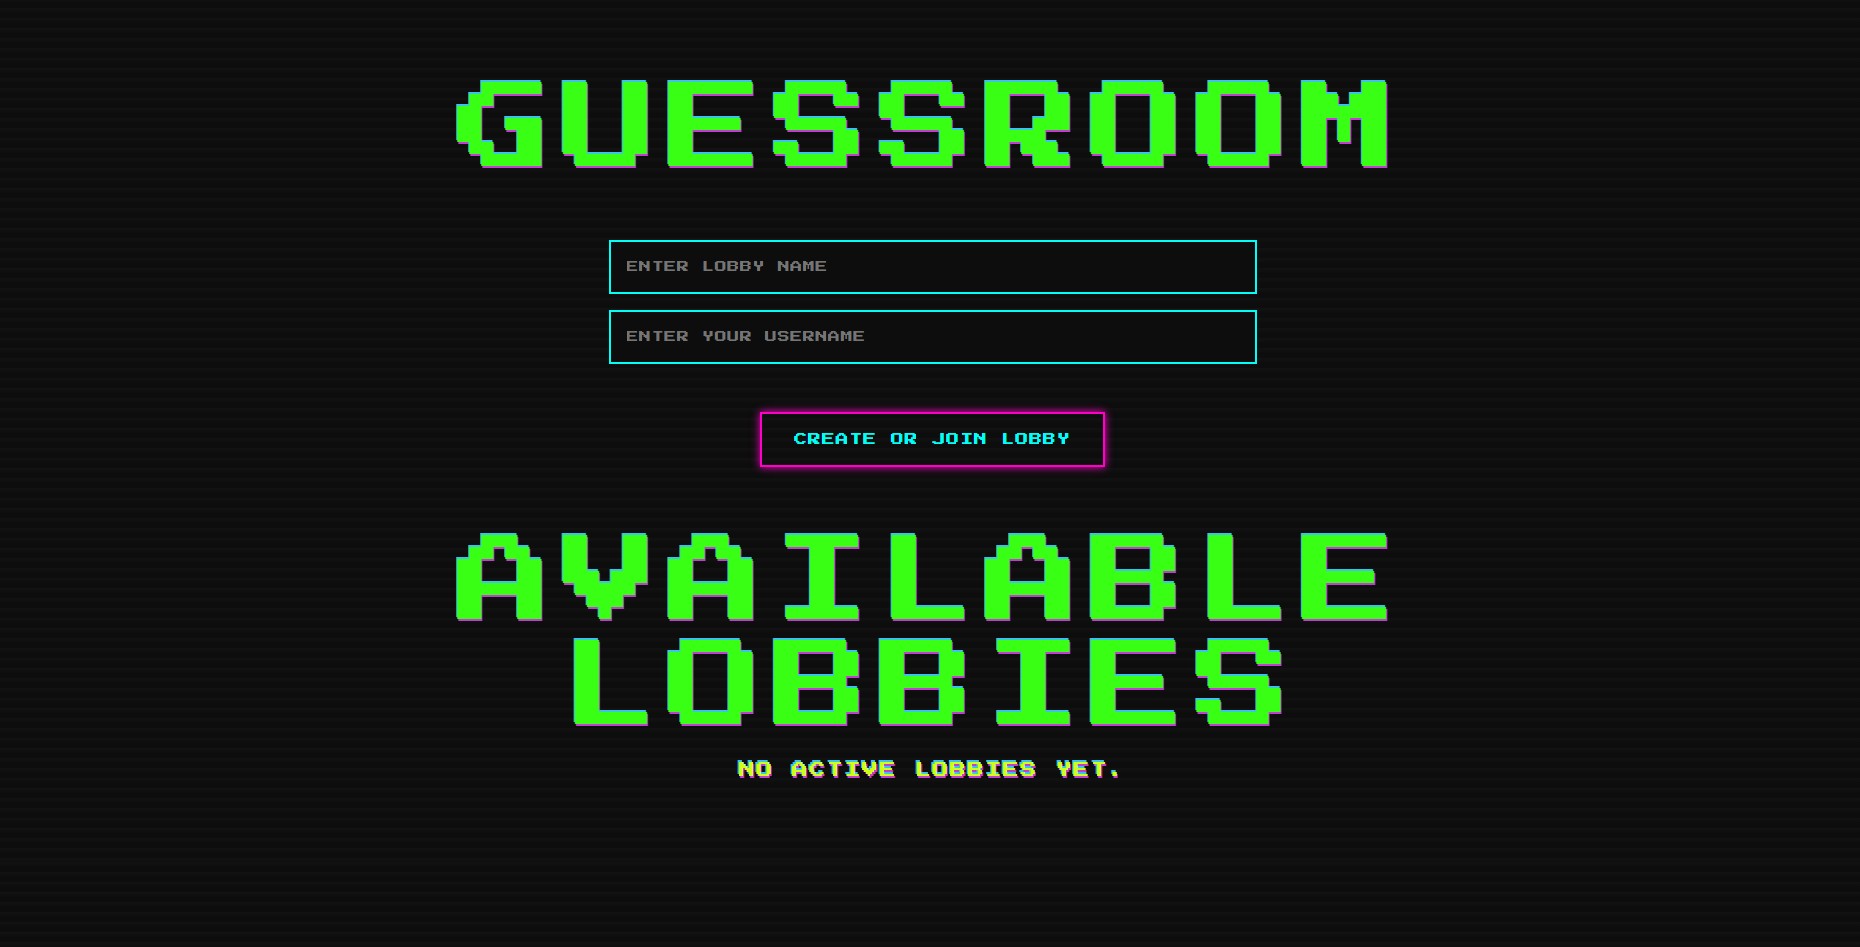 GUESSROOM
ENTER LOBBY NAME
ENTER YOUR USERNAME
CREATE OR JOIN LOBBY
AVAILABLE
LOBBIES
NO ACTIVE LOBBIES YET.